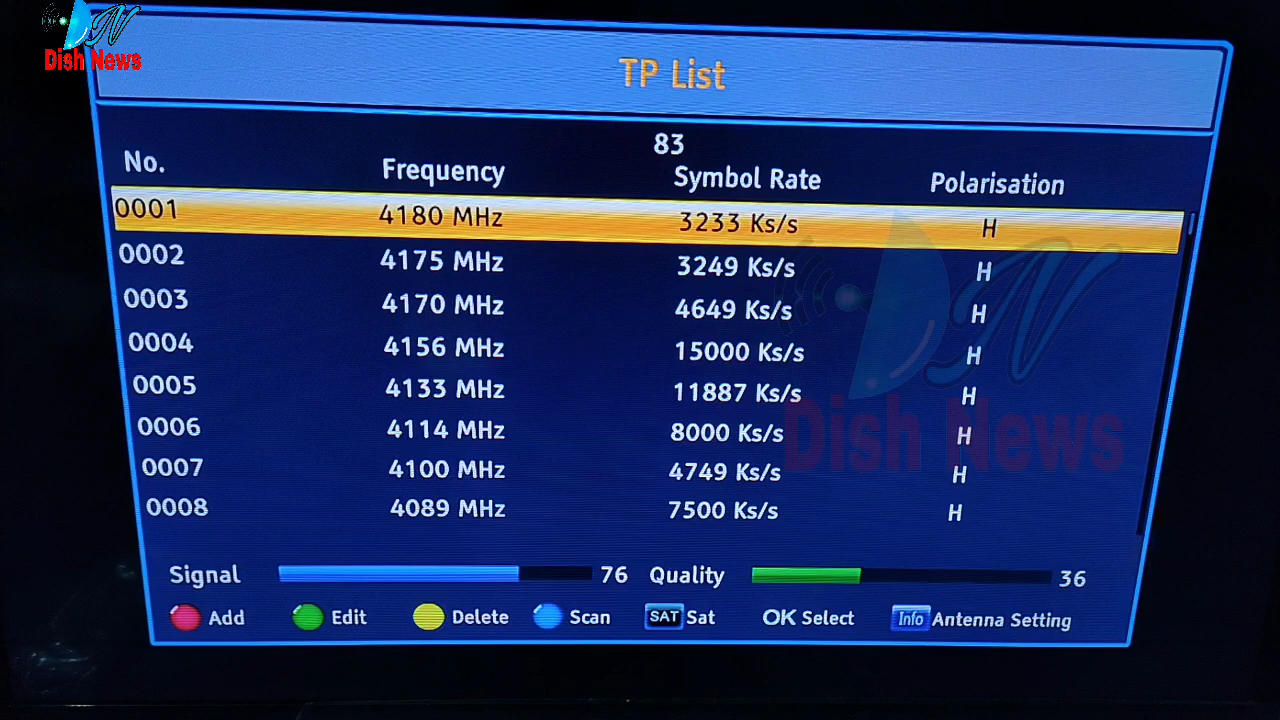 Dish News
TP List
83
No. Frequency Symbol Rate Polarisation
0001 4180 MHz 3233 Ks/s H
0002 4175 MHz 3249 Ks/s H
0003 4170 MHz 4649 Ks/s H
0004 4156 MHz 15000 Ks/s H
0005 4133 MHz 11887 Ks/s H
0006 4114 MHz 8000 Ks/s H
0007 4100 MHz 4749 Ks/s H
0008 4089 MHz 7500 Ks/s H
Dish News
Signal 76 Quality 36
Add Edit Delete Scan SAT Sat OK Select Info Antenna Setting